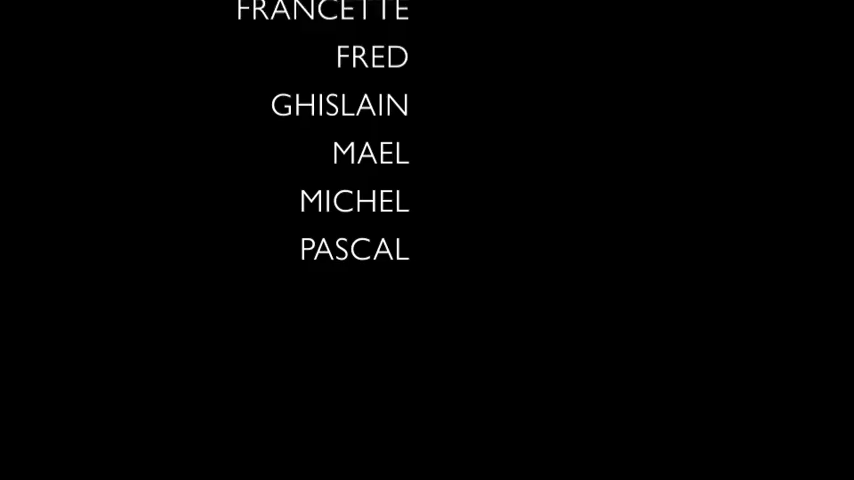 FRANCETTE
FRED
GHISLAIN
MAEL
MICHEL
PASCAL